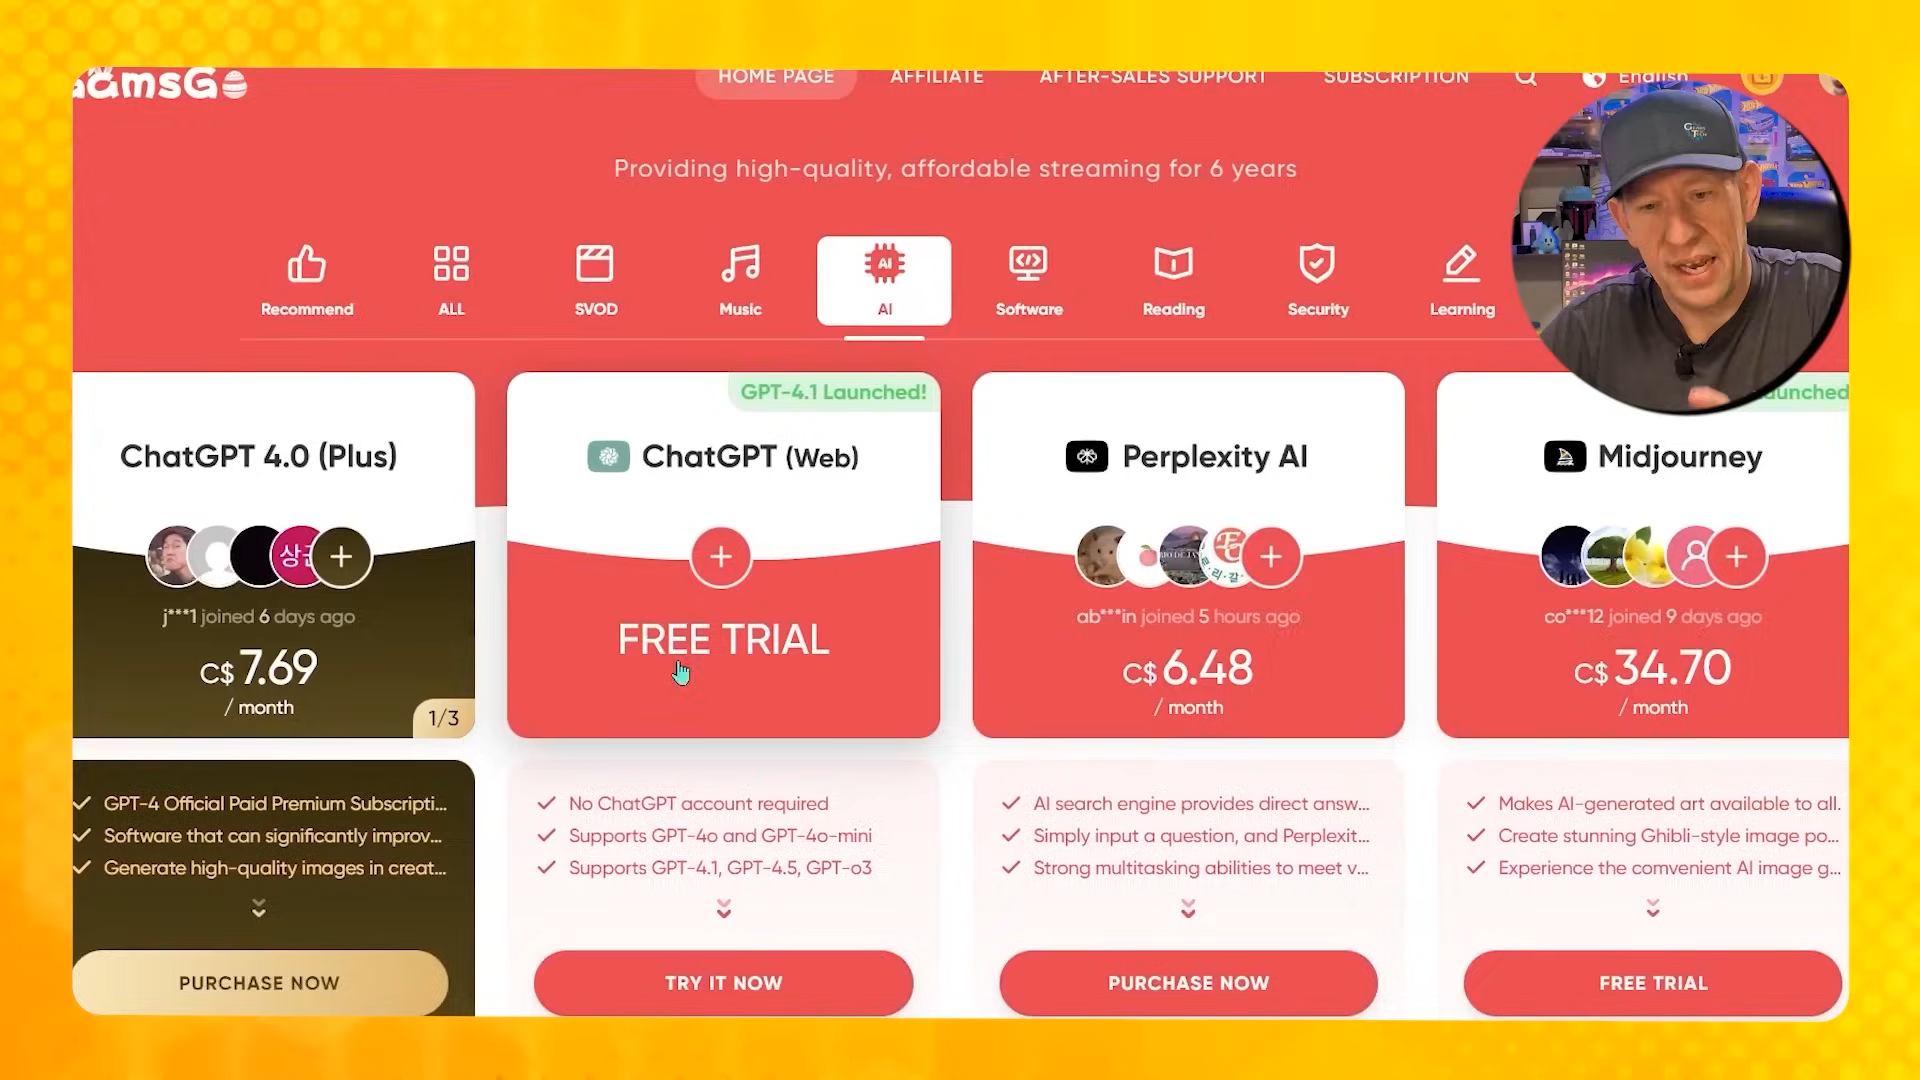 amsGo
HOME PAGE
AFFILIATE
AFTER-SALES SUPPORT
SUBSCRIPTION
English
Providing high-quality, affordable streaming for 6 years
Recommend
ALL
SVOD
Music
AI
AI
Software
Reading
Security
Learning
ChatGPT 4.0 (Plus)
상
j***1 joined 6 days ago
C$ 7.69
/ month
1/3
GPT-4 Official Paid Premium Subscripti...
Software that can significantly improv...
Generate high-quality images in creat...
PURCHASE NOW
GPT-4.1 Launched!
ChatGPT (Web)
FREE TRIAL
No ChatGPT account required
Supports GPT-4o and GPT-4o-mini
Supports GPT-4.1, GPT-4.5, GPT-o3
TRY IT NOW
Perplexity AI
ab***in joined 5 hours ago
C$ 6.48
/ month
AI search engine provides direct answ...
Simply input a question, and Perplexit...
Strong multitasking abilities to meet v...
PURCHASE NOW
aunched
Midjourney
co***12 joined 9 days ago
C$ 34.70
/ month
Makes AI-generated art available to all.
Create stunning Ghibli-style image po...
Experience the comvenient AI image g...
FREE TRIAL